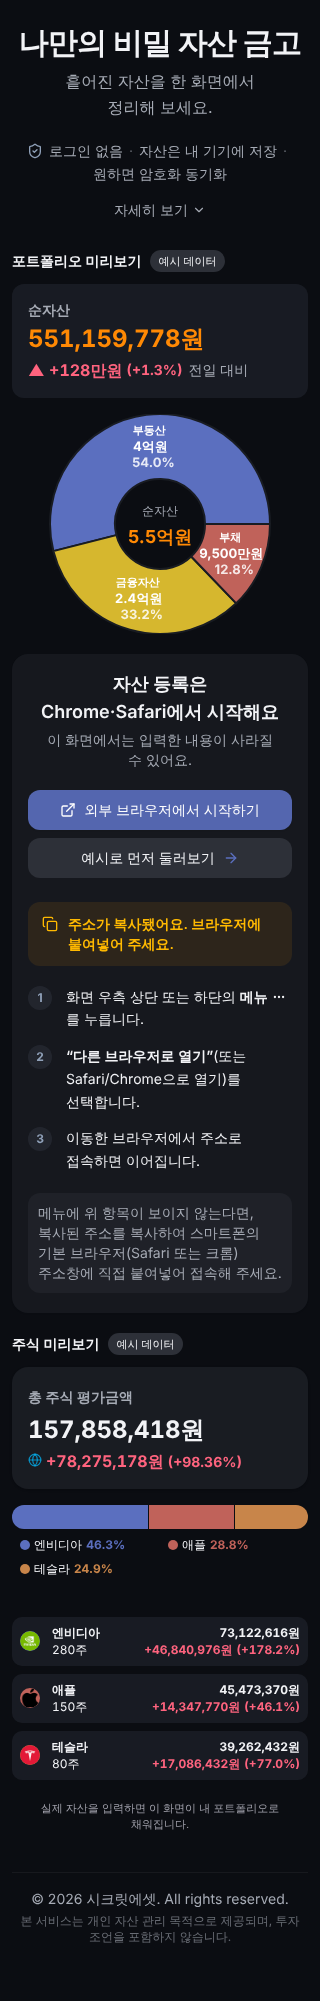 나만의 비밀 자산 금고
흩어진 자산을 한 화면에서
정리해 보세요.
로그인 없음 · 자산은 내 기기에 저장 ·
원하면 암호화 동기화
자세히 보기
포트폴리오 미리보기 예시 데이터
순자산
551,159,778원
▲ +128만원 (+1.3%) 전일 대비
부동산
4억원
54.0%
순자산
5.5억원
부채
9,500만원
12.8%
금융자산
2.4억원
33.2%
자산 등록은
Chrome·Safari에서 시작해요
이 화면에서는 입력한 내용이 사라질
수 있어요.
외부 브라우저에서 시작하기
예시로 먼저 둘러보기 →
주소가 복사됐어요. 브라우저에
붙여넣어 주세요.
1 화면 우측 상단 또는 하단의 메뉴 ···
를 누릅니다.
2 “다른 브라우저로 열기”(또는
Safari/Chrome으로 열기)를
선택합니다.
3 이동한 브라우저에서 주소로
접속하면 이어집니다.
메뉴에 위 항목이 보이지 않는다면,
복사된 주소를 복사하여 스마트폰의
기본 브라우저(Safari 또는 크롬)
주소창에 직접 붙여넣어 접속해 주세요.
주식 미리보기 예시 데이터
총 주식 평가금액
157,858,418원
+78,275,178원 (+98.36%)
엔비디아 46.3% 애플 28.8%
테슬라 24.9%
엔비디아 73,122,616원
280주 +46,840,976원 (+178.2%)
애플 45,473,370원
150주 +14,347,770원 (+46.1%)
테슬라 39,262,432원
80주 +17,086,432원 (+77.0%)
실제 자산을 입력하면 이 화면이 내 포트폴리오로
채워집니다.
© 2026 시크릿에셋. All rights reserved.
본 서비스는 개인 자산 관리 목적으로 제공되며, 투자
조언을 포함하지 않습니다.